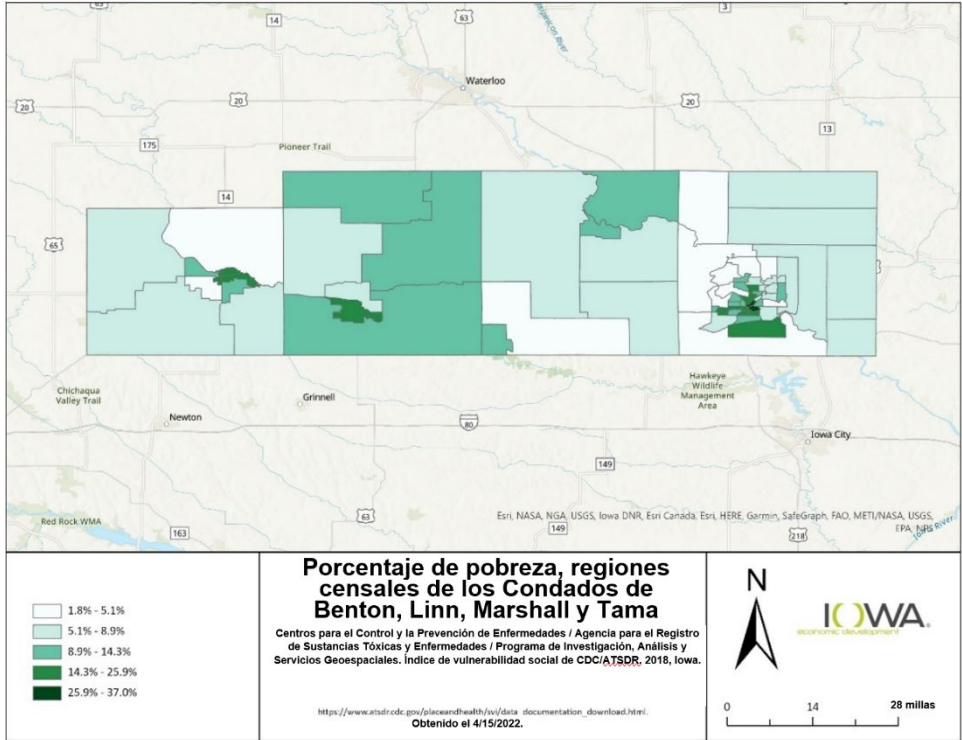 69
14
63
3
Waterloo
20
20
20
13
175
Pioneer Trail
14
65
Chichaqua
Valley Trail
Newton
Grinnell
80
Hawkeye
Wildlife
Management
Area
Iowa City
149
Red Rock WMA
163
63
149
218
Iowa River
Esri, NASA, NGA, USGS, Iowa DNR, Esri Canada, Esri, HERE, Garmin, SafeGraph, FAO, METI/NASA, USGS,
EPA, NPS
1.8% - 5.1%
5.1% - 8.9%
8.9% - 14.3%
14.3% - 25.9%
25.9% - 37.0%
Porcentaje de pobreza, regiones
censales de los Condados de
Benton, Linn, Marshall y Tama
Centros para el Control y la Prevención de Enfermedades / Agencia para el Registro
de Sustancias Tóxicas y Enfermedades / Programa de Investigación, Análisis y
Servicios Geoespaciales. Índice de vulnerabilidad social de CDC/ATSDR, 2018, Iowa.
https://www.atsdr.cdc.gov/placeandhealth/svi/data_documentation_download.html.
Obtenido el 4/15/2022.
N
IOWA
economic development
0 14 28 millas